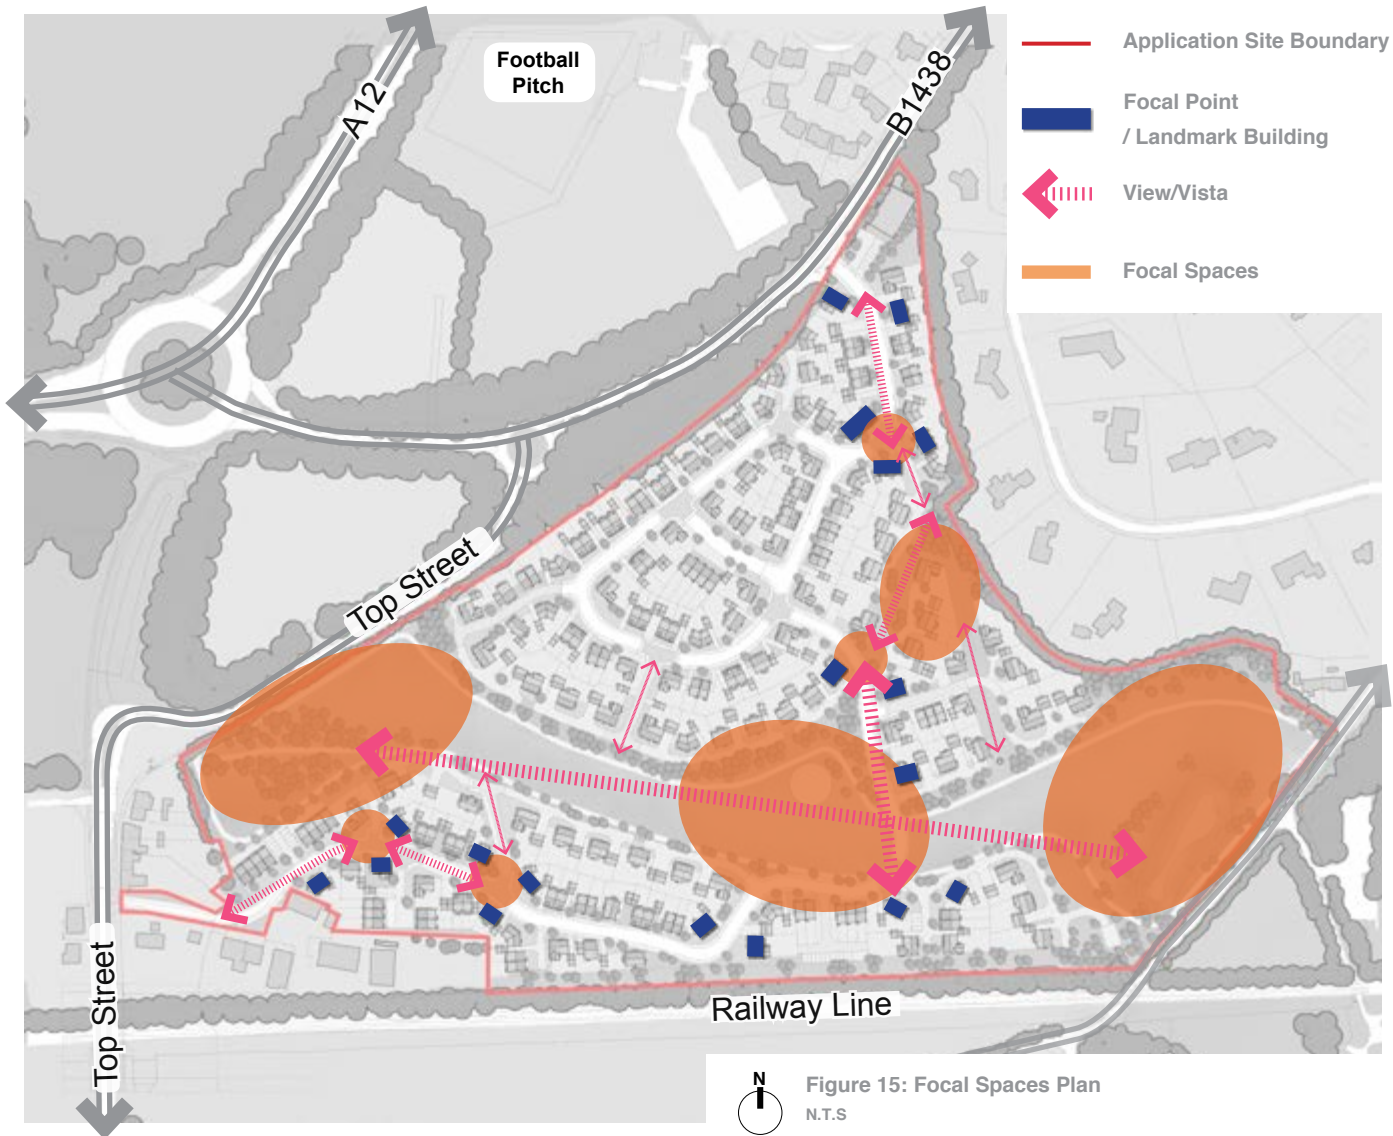 Football
Pitch
A12
B1438
Application Site Boundary
Focal Point
/ Landmark Building
View/Vista
Focal Spaces
Top Street
Top Street
Railway Line
N
Figure 15: Focal Spaces Plan
N.T.S